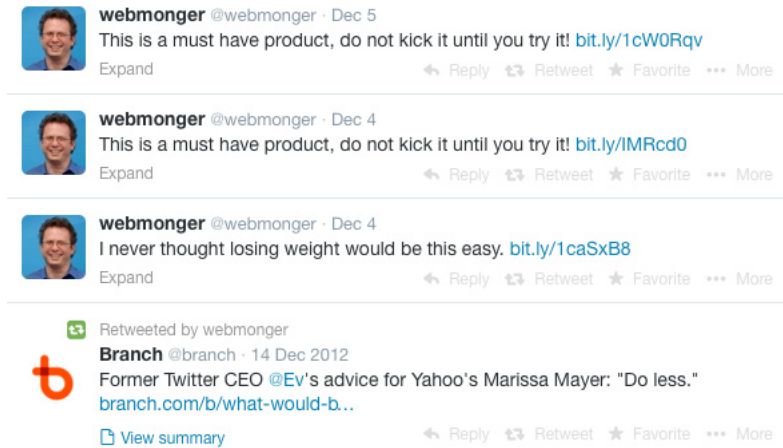 webmonger @webmonger · Dec 5
This is a must have product, do not kick it until you try it! bit.ly/1cW0Rqv
Expand Reply Retweet Favorite More
webmonger @webmonger · Dec 4
This is a must have product, do not kick it until you try it! bit.ly/IMRcd0
Expand Reply Retweet Favorite More
webmonger @webmonger · Dec 4
I never thought losing weight would be this easy. bit.ly/1caSxB8
Expand Reply Retweet Favorite More
Retweeted by webmonger
Branch @branch · 14 Dec 2012
Former Twitter CEO @Ev's advice for Yahoo's Marissa Mayer: "Do less."
branch.com/b/what-would-b...
View summary Reply Retweet Favorite More